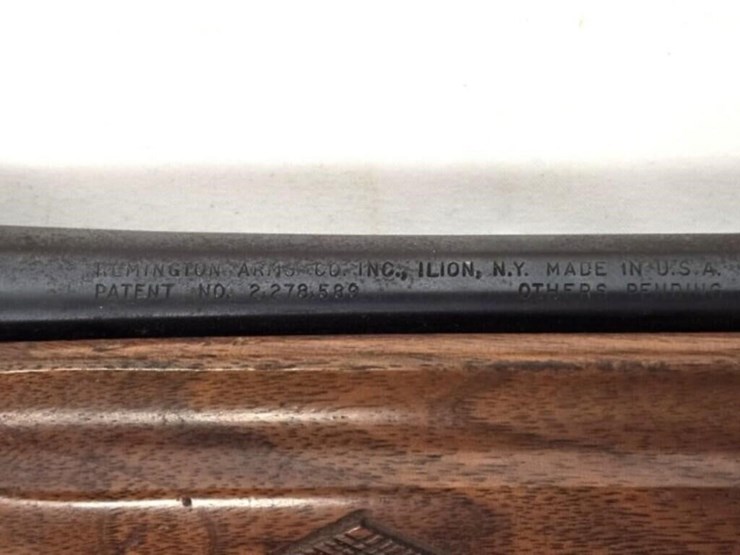 REMINGTON ARMS CO. INC., ILION, N.Y. MADE IN U.S.A.
PATENT NO. 2,278,589 OTHERS PENDING